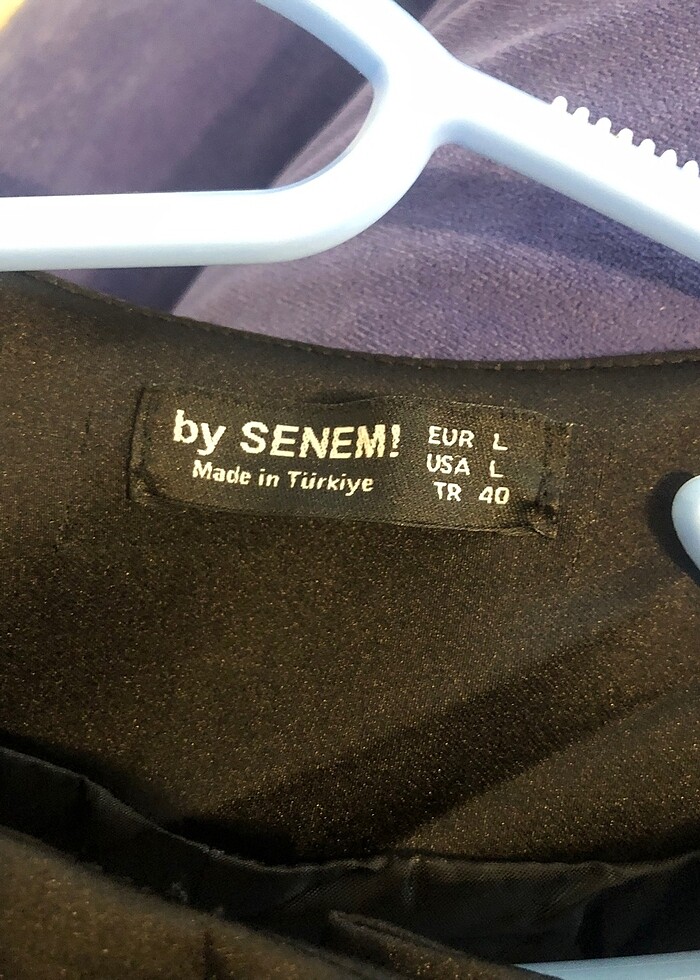 by SENEM!
Made in Türkiye
EUR L
USA L
TR 40